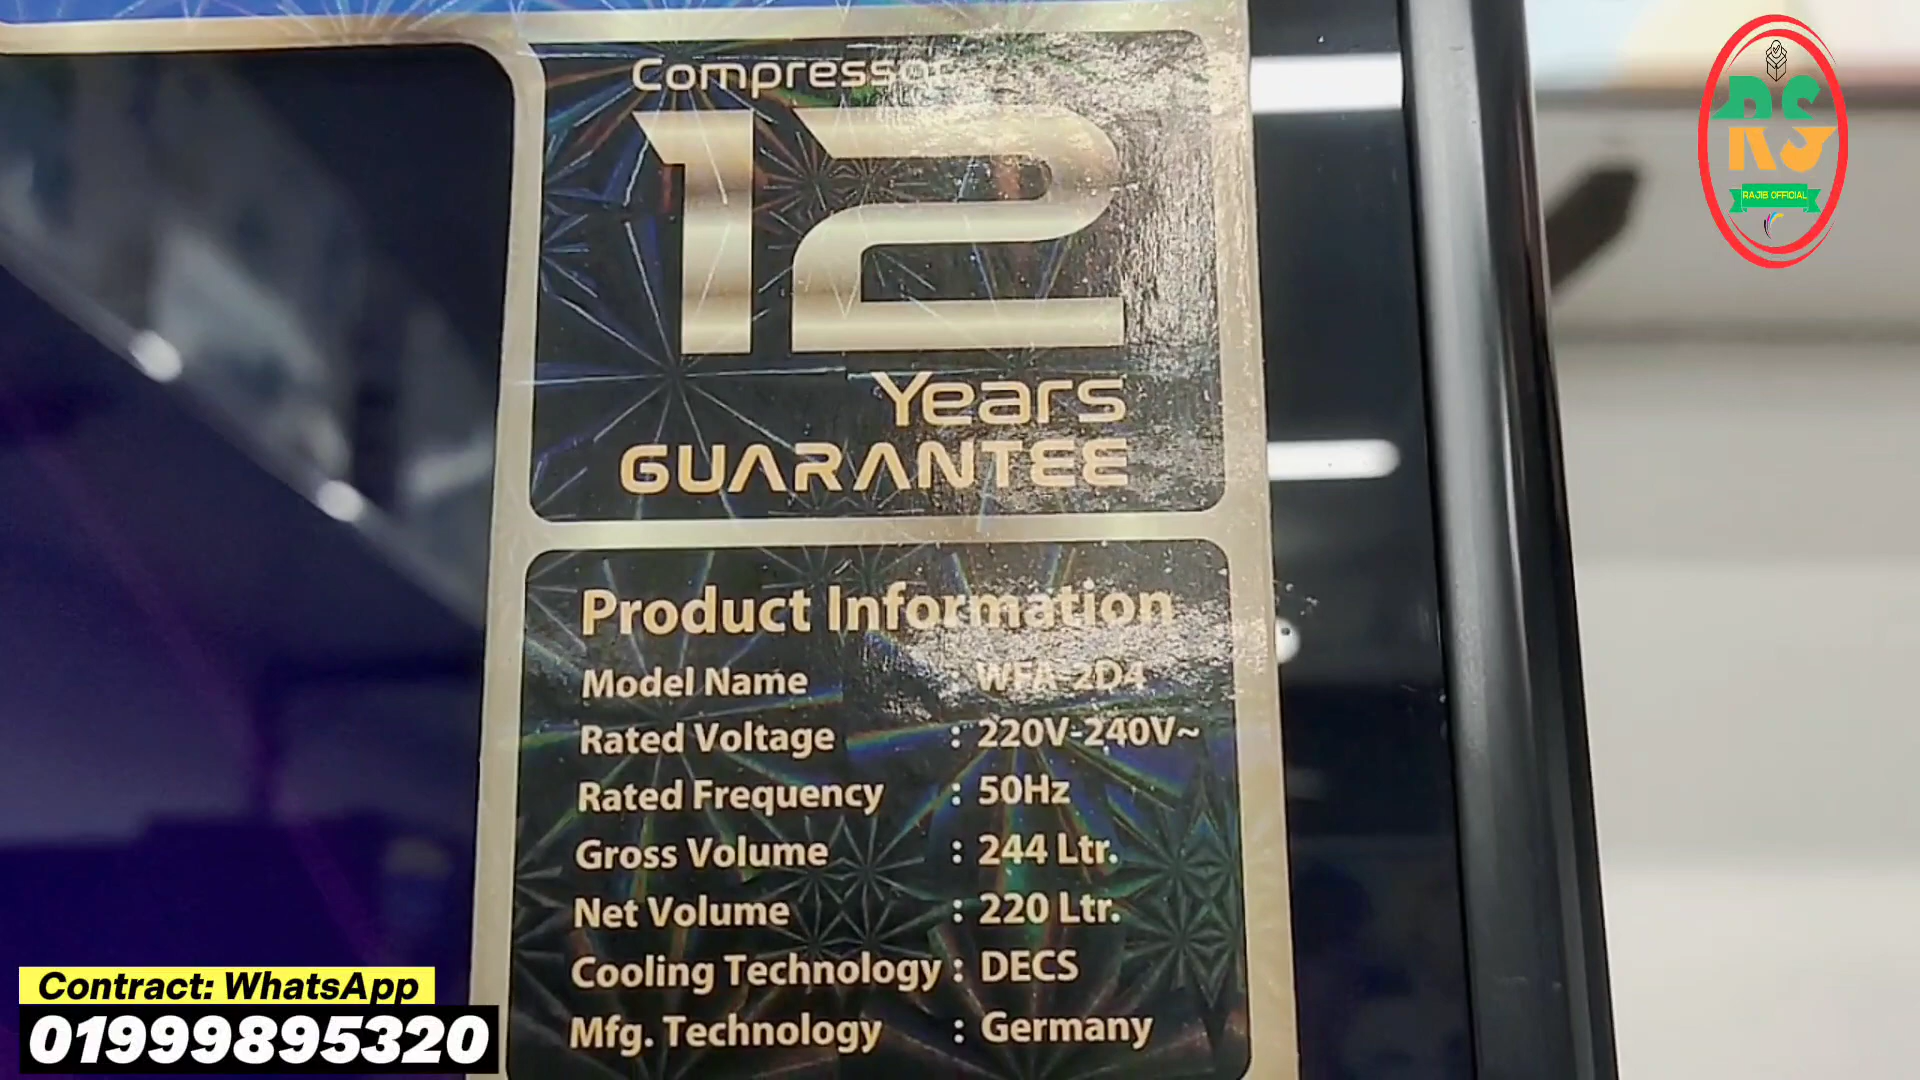 Compressor
12
Years
GUARANTEE
Product Information
Model Name : WFA-2D4
Rated Voltage : 220V-240V~
Rated Frequency : 50Hz
Gross Volume : 244 Ltr.
Net Volume : 220 Ltr.
Cooling Technology : DECS
Mfg. Technology : Germany
RS
RAJIB OFFICIAL
Contract: WhatsApp
01999895320